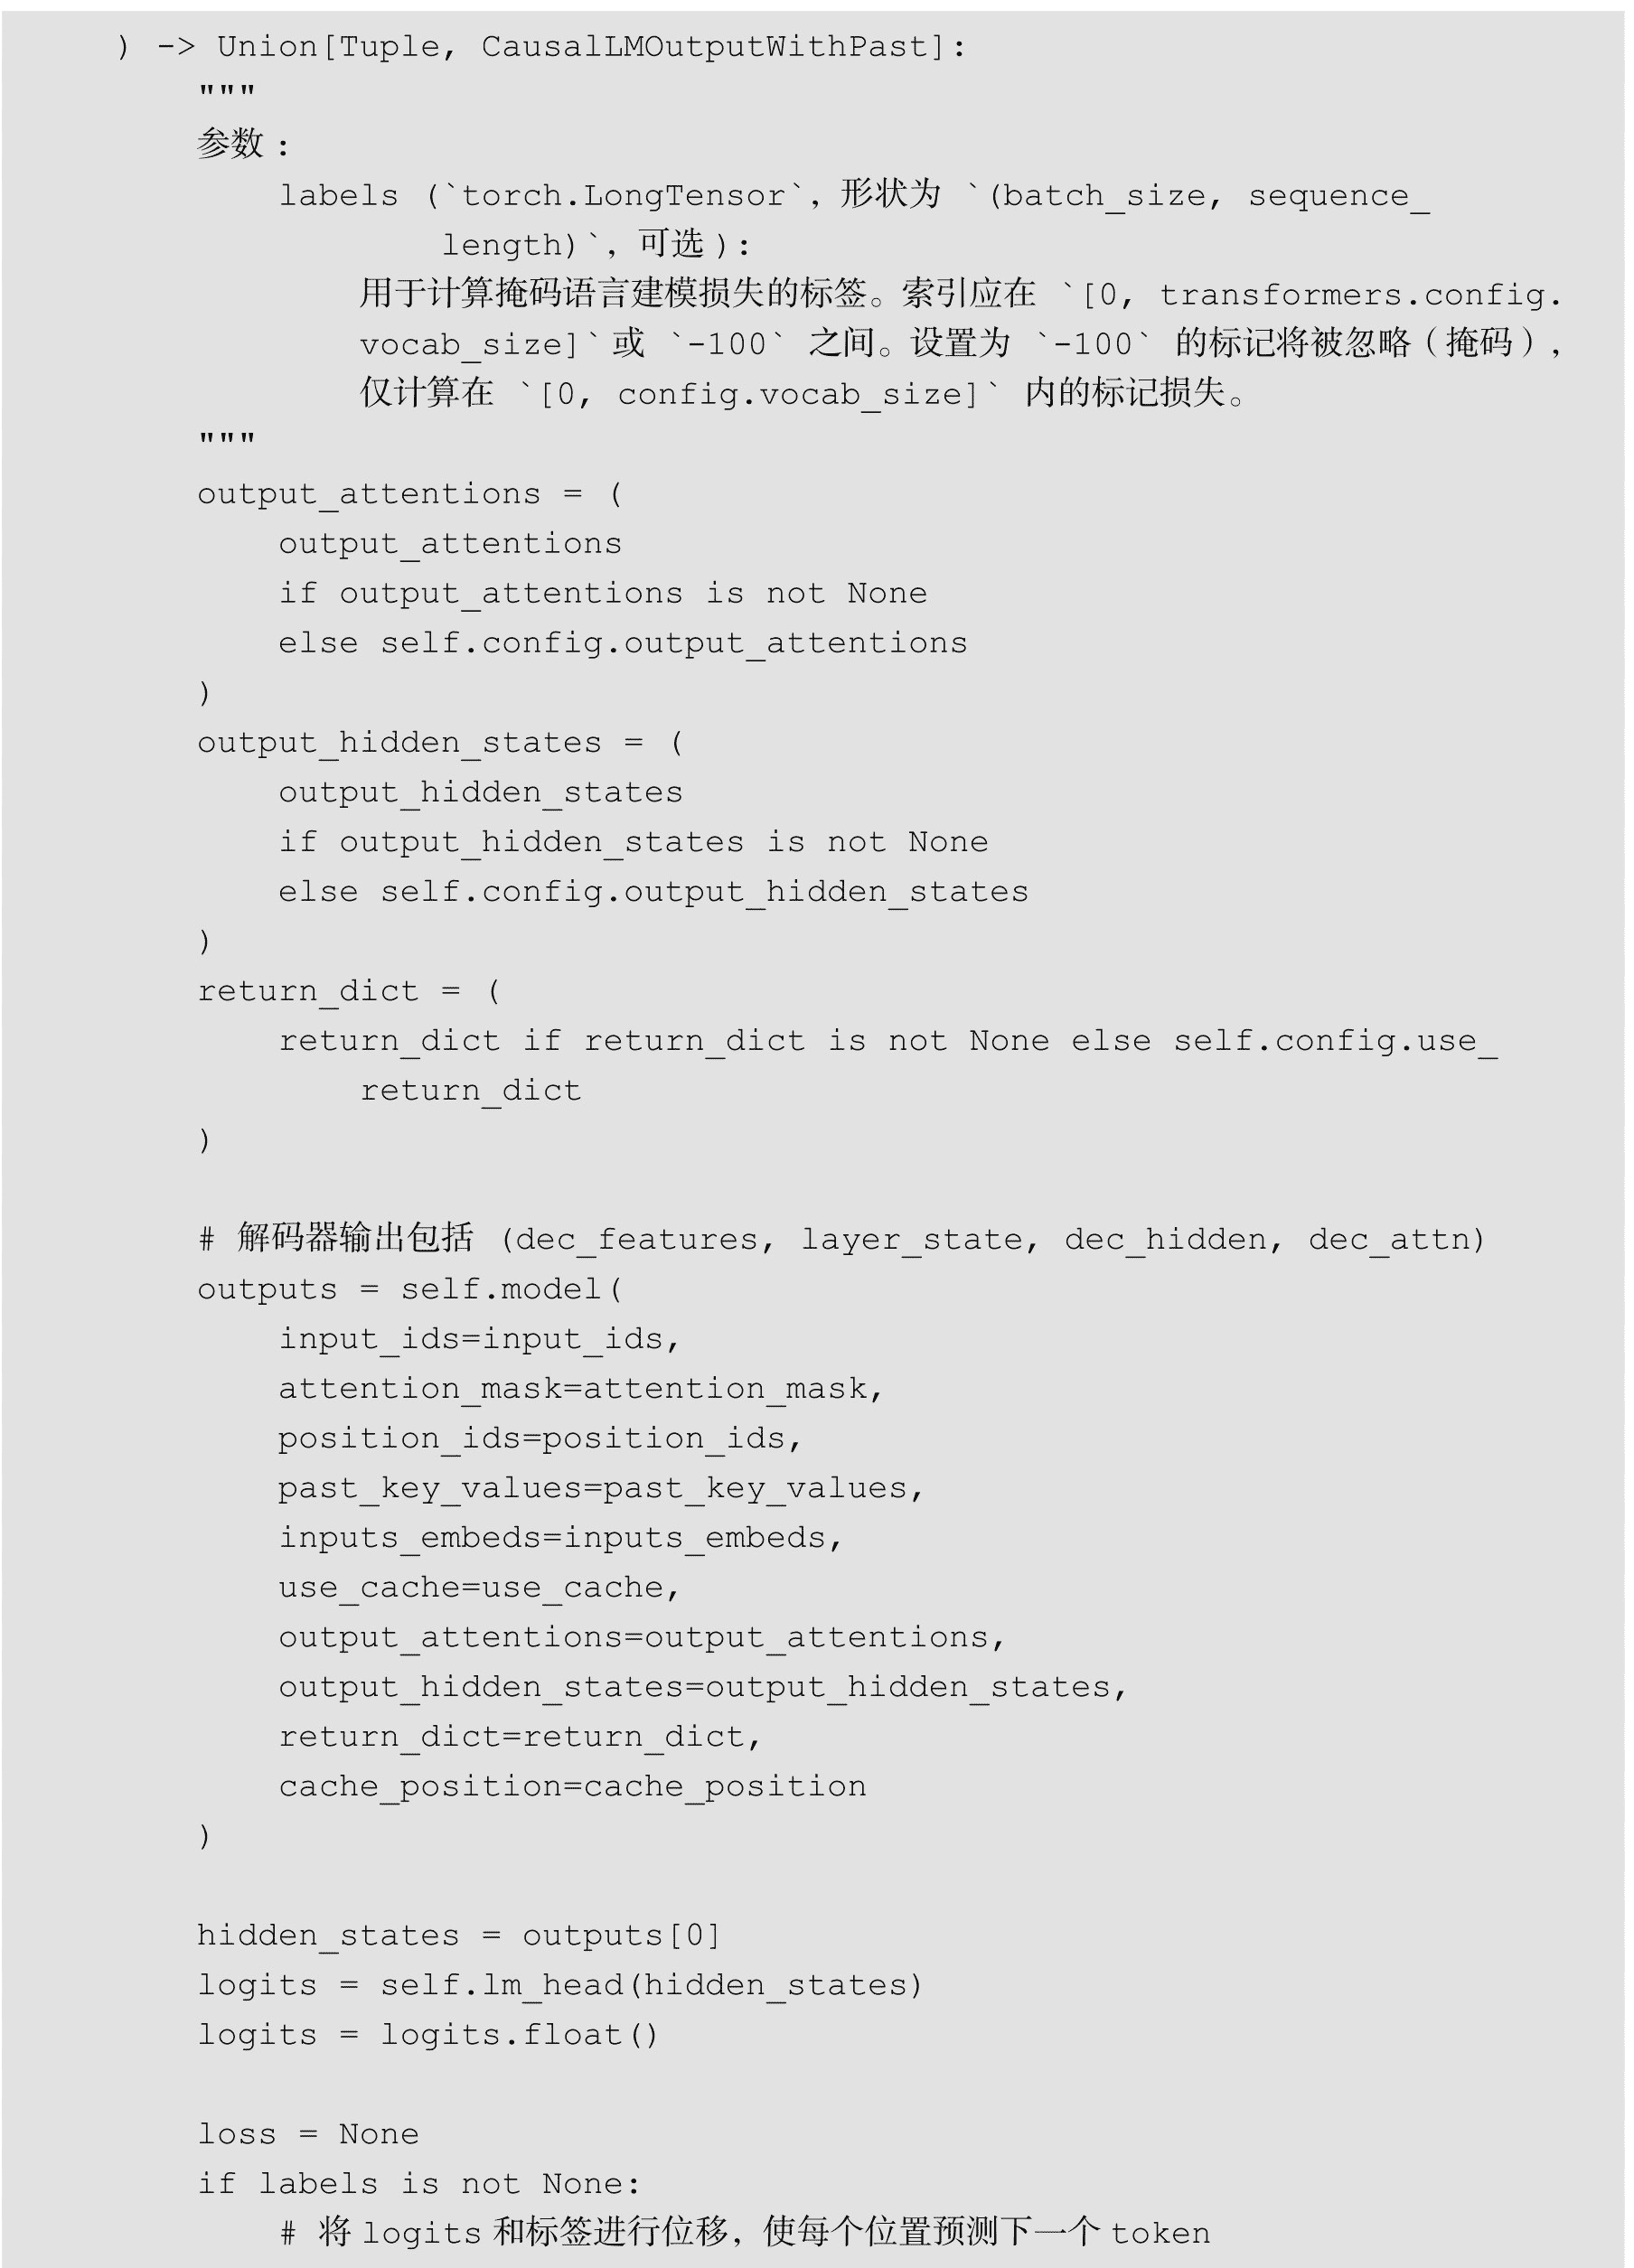 ) -> Union[Tuple, CausalLMOutputWithPast]:
"""
参数:
labels (`torch.LongTensor`, 形状为 `(batch_size, sequence_
length)`, 可选):
用于计算掩码语言建模损失的标签。索引应在 `[0, transformers.config.
vocab_size]`或 `-100` 之间。设置为 `-100` 的标记将被忽略(掩码),
仅计算在 `[0, config.vocab_size]` 内的标记损失。
"""
output_attentions = (
output_attentions
if output_attentions is not None
else self.config.output_attentions
)
output_hidden_states = (
output_hidden_states
if output_hidden_states is not None
else self.config.output_hidden_states
)
return_dict = (
return_dict if return_dict is not None else self.config.use_
return_dict
)
# 解码器输出包括 (dec_features, layer_state, dec_hidden, dec_attn)
outputs = self.model(
input_ids=input_ids,
attention_mask=attention_mask,
position_ids=position_ids,
past_key_values=past_key_values,
inputs_embeds=inputs_embeds,
use_cache=use_cache,
output_attentions=output_attentions,
output_hidden_states=output_hidden_states,
return_dict=return_dict,
cache_position=cache_position
)
hidden_states = outputs[0]
logits = self.lm_head(hidden_states)
logits = logits.float()
loss = None
if labels is not None:
# 将 logits 和标签进行位移, 使每个位置预测下一个 token